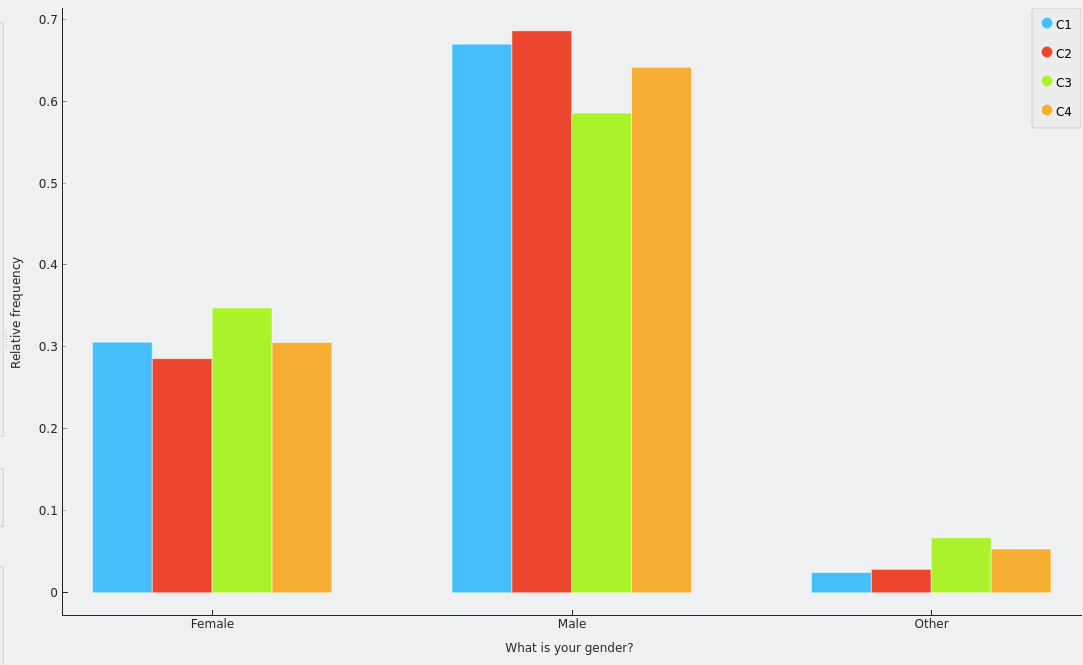 0.7
0.6
0.5
0.4
0.3
0.2
0.1
0
Relative frequency
Female
Male
Other
What is your gender?
C1
C2
C3
C4